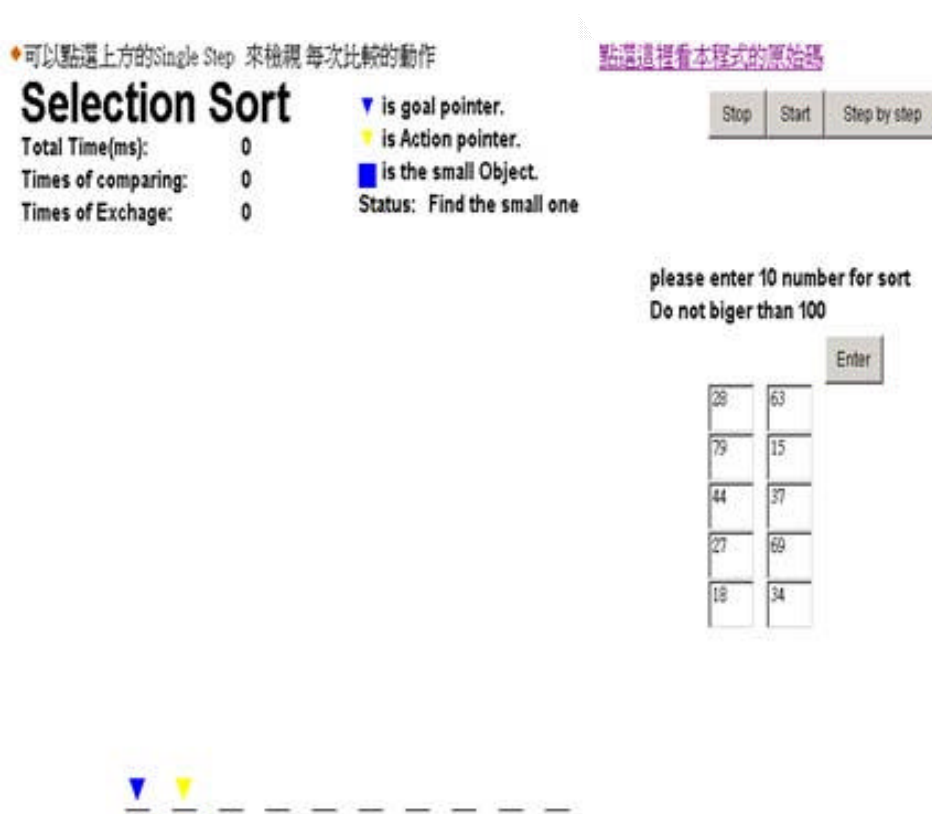 可以點選上方的Single Step 來檢視 每次比較的動作
點選這裡看本程式的原始碼
Selection Sort
Total Time(ms): 0
Times of comparing: 0
Times of Exchage: 0
is goal pointer.
is Action pointer.
is the small Object.
Status: Find the small one
Stop Start Step by step
please enter 10 number for sort
Do not biger than 100
Enter
28 63
79 15
44 37
27 69
18 34